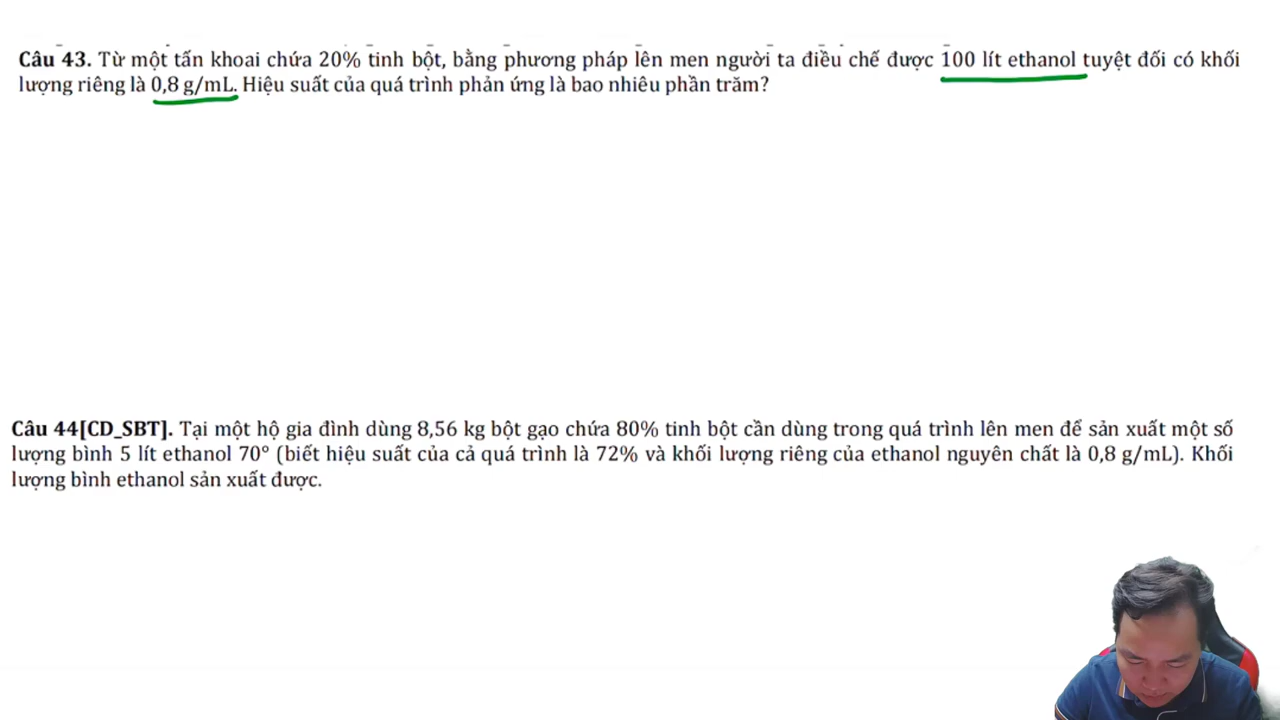 Câu 43. Từ một tấn khoai chứa 20% tinh bột, bằng phương pháp lên men người ta điều chế được 100 lít ethanol tuyệt đối có khối
lượng riêng là 0,8 g/mL. Hiệu suất của quá trình phản ứng là bao nhiêu phần trăm?
Câu 44[CD_SBT]. Tại một hộ gia đình dùng 8,56 kg bột gạo chứa 80% tinh bột cần dùng trong quá trình lên men để sản xuất một số
lượng bình 5 lít ethanol 70° (biết hiệu suất của cả quá trình là 72% và khối lượng riêng của ethanol nguyên chất là 0,8 g/mL). Khối
lượng bình ethanol sản xuất được.